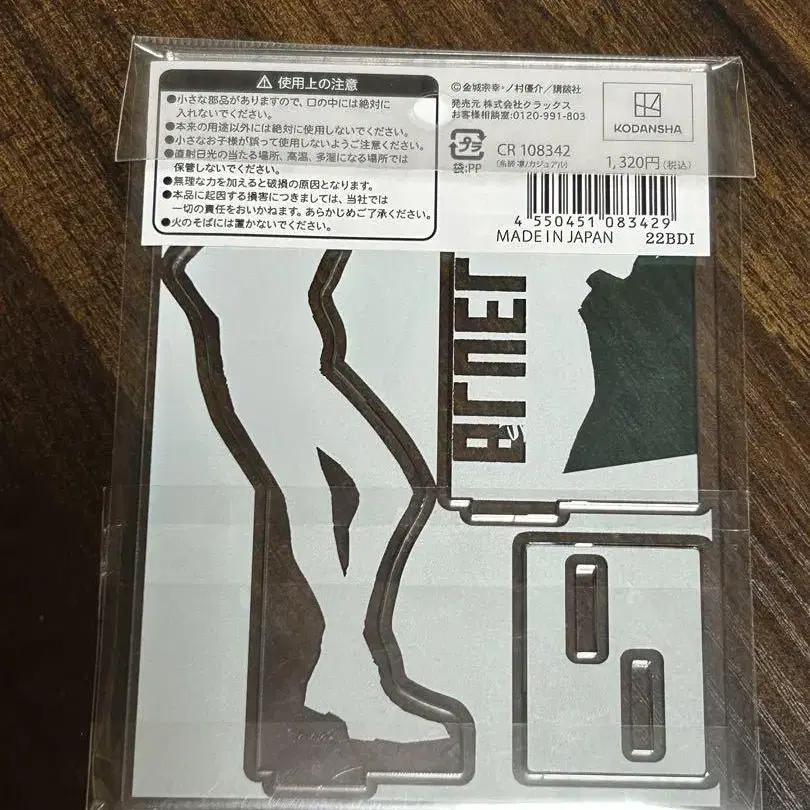 ⚠ 使用上の注意
●小さな部品がありますので、口の中には絶対に
入れないでください。
●本来の用途以外には絶対に使用しないでください。
●小さなお子様が誤って使用しないようご注意ください。
●直射日光の当たる場所、高温、多湿になる場所では
保管しないでください。
●無理な力を加えると破損の原因となります。
●本品に起因する損害につきましては、当社では
一切の責任をおいかねます。あらかじめご了承ください。
●火のそばには置かないでください。
©金城宗幸・ノ村優介/講談社
発売元 株式会社クラックス
お客様相談室:0120-991-803
KODANSHA
プラ
袋:PP
CR 108342
(糸師 凛/カジュアル)
1,320円(税込)
4 550451 083429
MADE IN JAPAN 22BDI
BLUEL